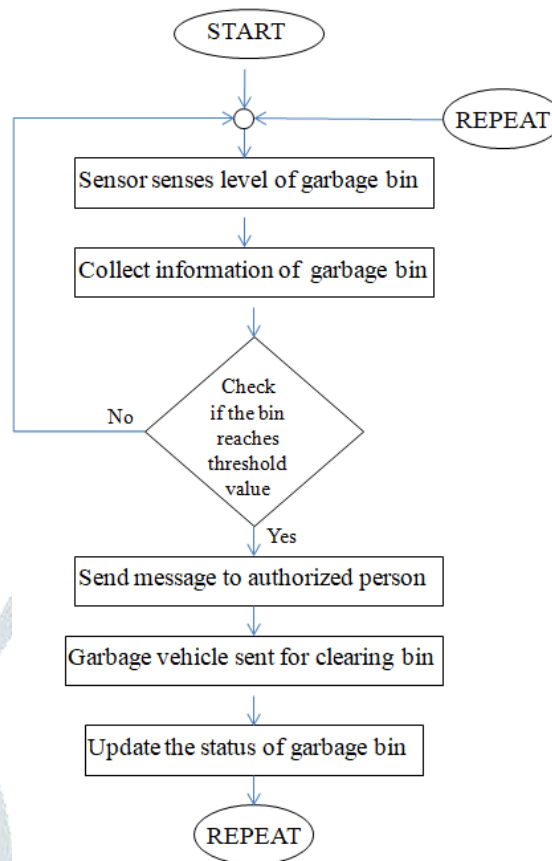 START
REPEAT
Sensor senses level of garbage bin
Collect information of garbage bin
Check
if the bin
reaches
threshold
value
No
Yes
Send message to authorized person
Garbage vehicle sent for clearing bin
Update the status of garbage bin
REPEAT